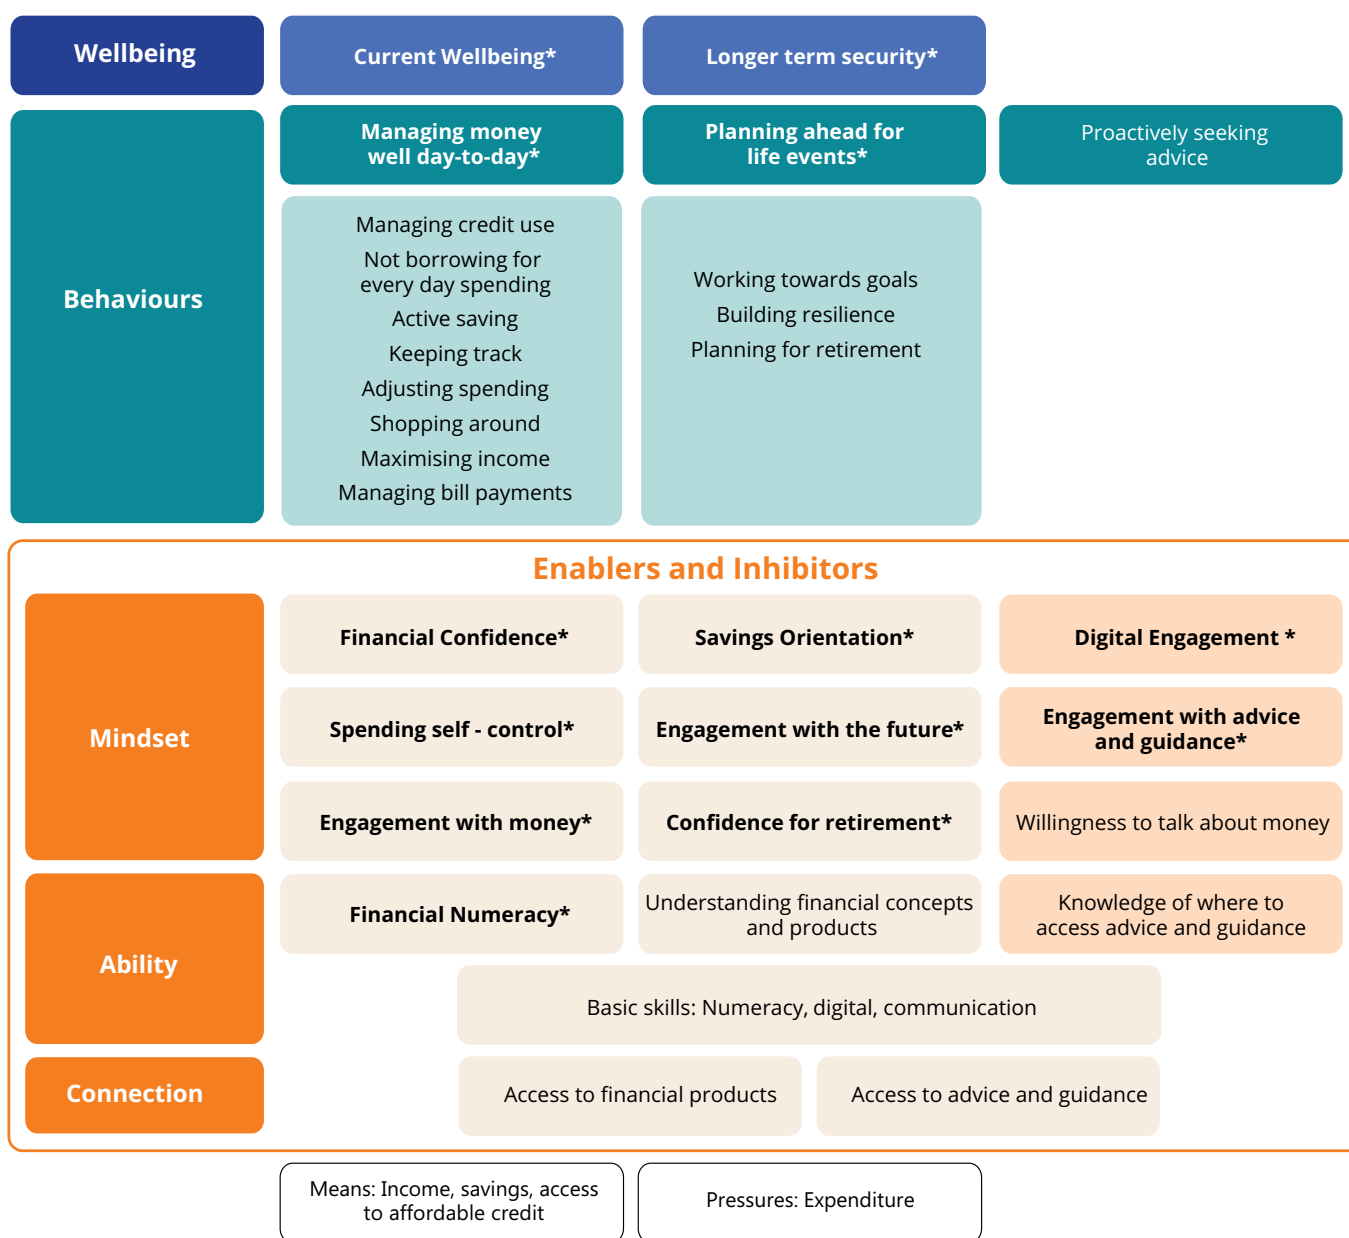 Wellbeing
Current Wellbeing*
Longer term security*
Behaviours
Managing money
well day-to-day*
Planning ahead for
life events*
Proactively seeking
advice
Managing credit use
Not borrowing for
every day spending
Active saving
Keeping track
Adjusting spending
Shopping around
Maximising income
Managing bill payments
Working towards goals
Building resilience
Planning for retirement
Enablers and Inhibitors
Mindset
Financial Confidence*
Savings Orientation*
Digital Engagement *
Spending self - control*
Engagement with the future*
Engagement with advice
and guidance*
Engagement with money*
Confidence for retirement*
Willingness to talk about money
Ability
Financial Numeracy*
Understanding financial concepts
and products
Knowledge of where to
access advice and guidance
Basic skills: Numeracy, digital, communication
Connection
Access to financial products
Access to advice and guidance
Means: Income, savings, access
to affordable credit
Pressures: Expenditure